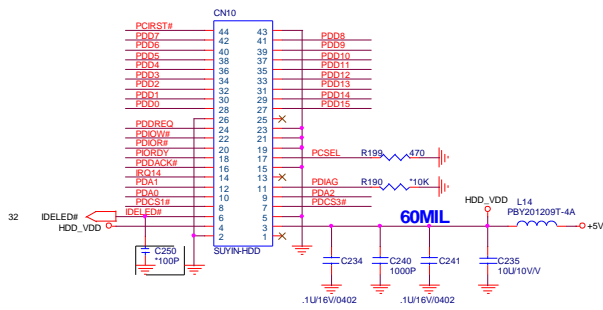 CN10
PCIRST# 44 43
PDD7 42 41 PDD8
PDD6 40 39 PDD9
PDD5 38 37 PDD10
PDD4 36 35 PDD11
PDD3 34 33 PDD12
PDD2 32 31 PDD13
PDD1 30 29 PDD14
PDD0 28 27 PDD15
26 25
PDDREQ 24 23
PDIOW# 22 21
PDIOR# 20 19
PIORDY 18 17 PCSEL R199 470
PDDACK# 16 15
IRQ14 14 13
PDA1 12 11 PDIAG R190 *10K
PDA0 10 9 PDA2
PDCS1# 8 7 PDCS3#
32 IDELED# IDELED# 6 5
HDD_VDD 4 3
2 1
SUYIN-HDD
60MIL
HDD_VDD
L14
PBY201209T-4A
+5V
C250
*100P
C234
.1U/16V/0402
C240
1000P
C241
.1U/16V/0402
C235
10U/10V/V